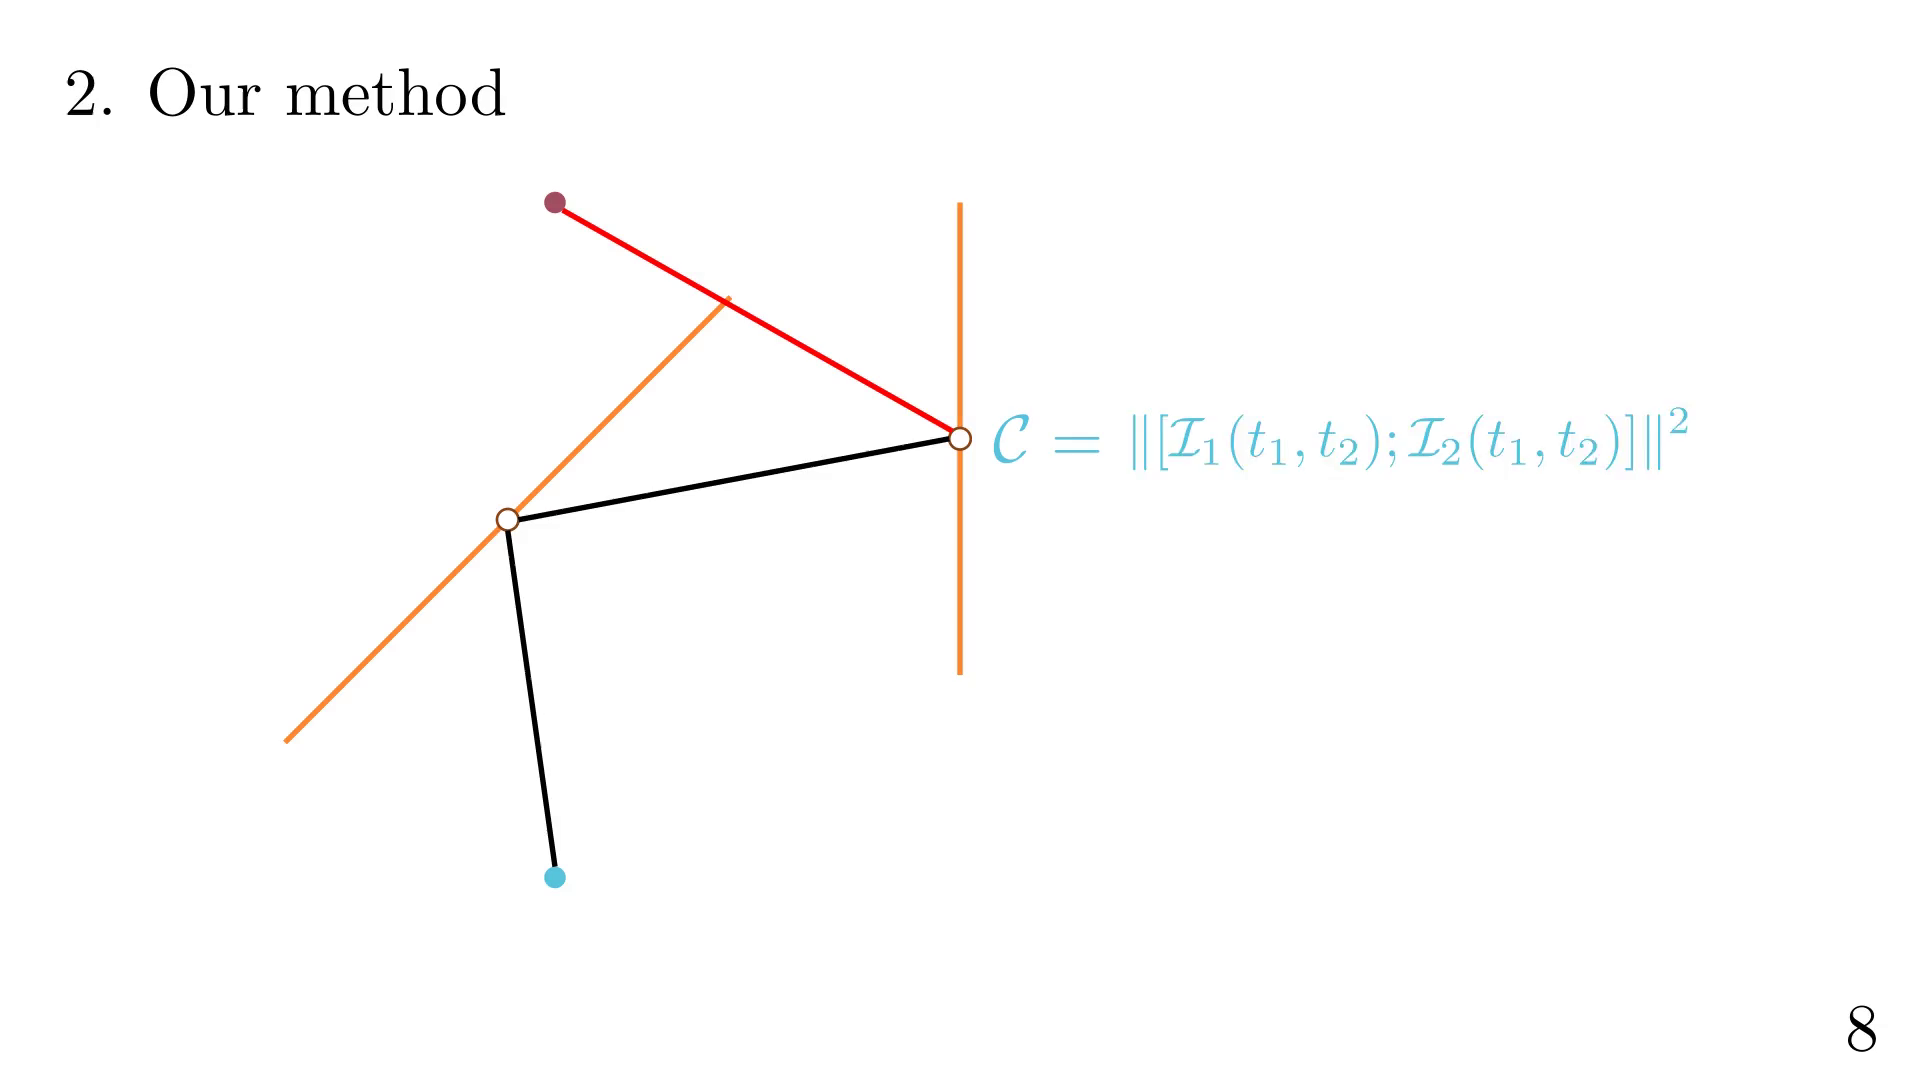 2. Our method
𝒞 = ‖[ℐ₁(t₁, t₂); ℐ₂(t₁, t₂)]‖²
8